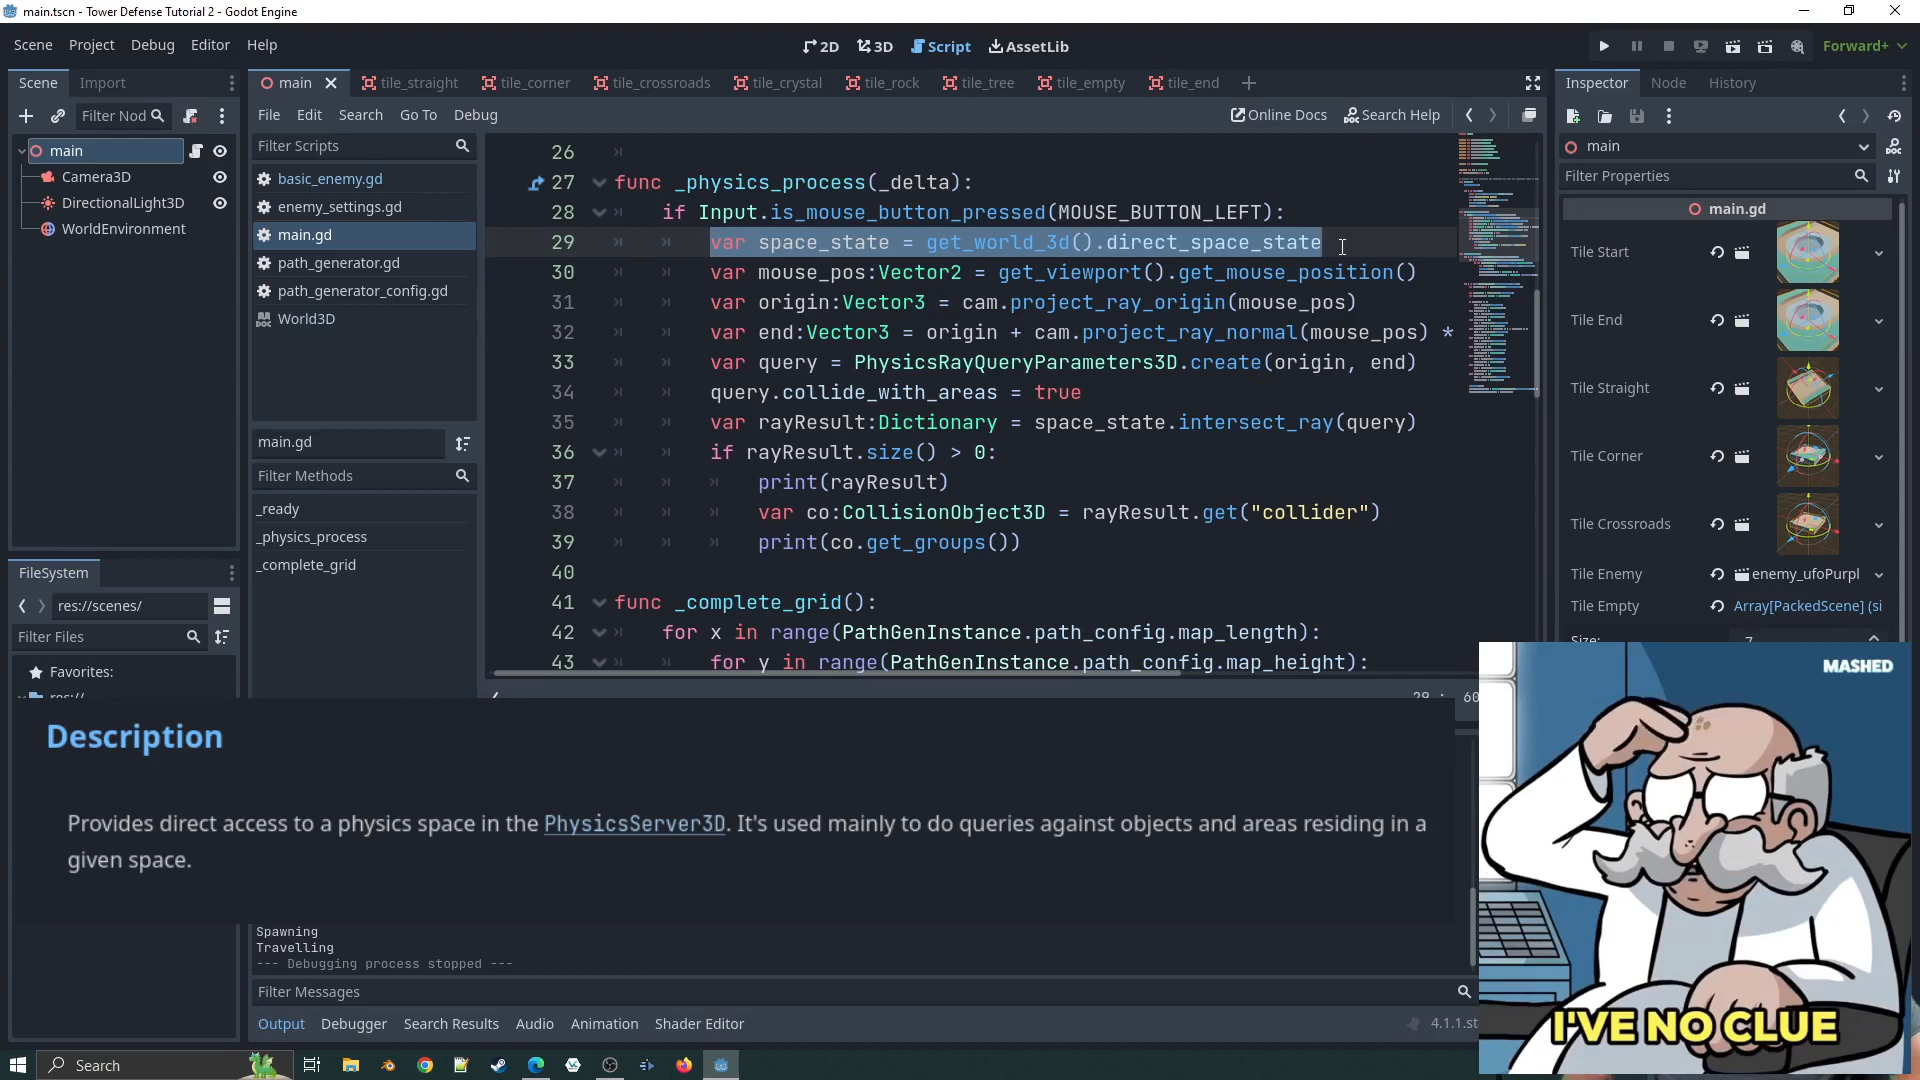 main.tscn - Tower Defense Tutorial 2 - Godot Engine
Scene Project Debug Editor Help
2D 3D Script AssetLib
Forward+
Scene Import
main tile_straight tile_corner tile_crossroads tile_crystal tile_rock tile_tree tile_empty tile_end
Inspector Node History
Filter Nod
File Edit Search Go To Debug
Online Docs Search Help
main
Camera3D
DirectionalLight3D
WorldEnvironment
Filter Scripts
basic_enemy.gd
enemy_settings.gd
main.gd
path_generator.gd
path_generator_config.gd
World3D
main.gd
Filter Methods
_ready
_physics_process
_complete_grid
26
27 func _physics_process(_delta):
28 if Input.is_mouse_button_pressed(MOUSE_BUTTON_LEFT):
29 var space_state = get_world_3d().direct_space_state
30 var mouse_pos:Vector2 = get_viewport().get_mouse_position()
31 var origin:Vector3 = cam.project_ray_origin(mouse_pos)
32 var end:Vector3 = origin + cam.project_ray_normal(mouse_pos) *
33 var query = PhysicsRayQueryParameters3D.create(origin, end)
34 query.collide_with_areas = true
35 var rayResult:Dictionary = space_state.intersect_ray(query)
36 if rayResult.size() > 0:
37 print(rayResult)
38 var co:CollisionObject3D = rayResult.get("collider")
39 print(co.get_groups())
40
41 func _complete_grid():
42 for x in range(PathGenInstance.path_config.map_length):
43 for y in range(PathGenInstance.path_config.map_height):
main
Filter Properties
main.gd
Tile Start
Tile End
Tile Straight
Tile Corner
Tile Crossroads
Tile Enemy enemy_ufoPurpl
Tile Empty Array[PackedScene] (si
FileSystem
res://scenes/
Filter Files
Favorites:
Description
Provides direct access to a physics space in the PhysicsServer3D. It's used mainly to do queries against objects and areas residing in a
given space.
Spawning
Travelling
--- Debugging process stopped ---
Filter Messages
Output Debugger Search Results Audio Animation Shader Editor
4.1.1.st
MASHED
I'VE NO CLUE
Search